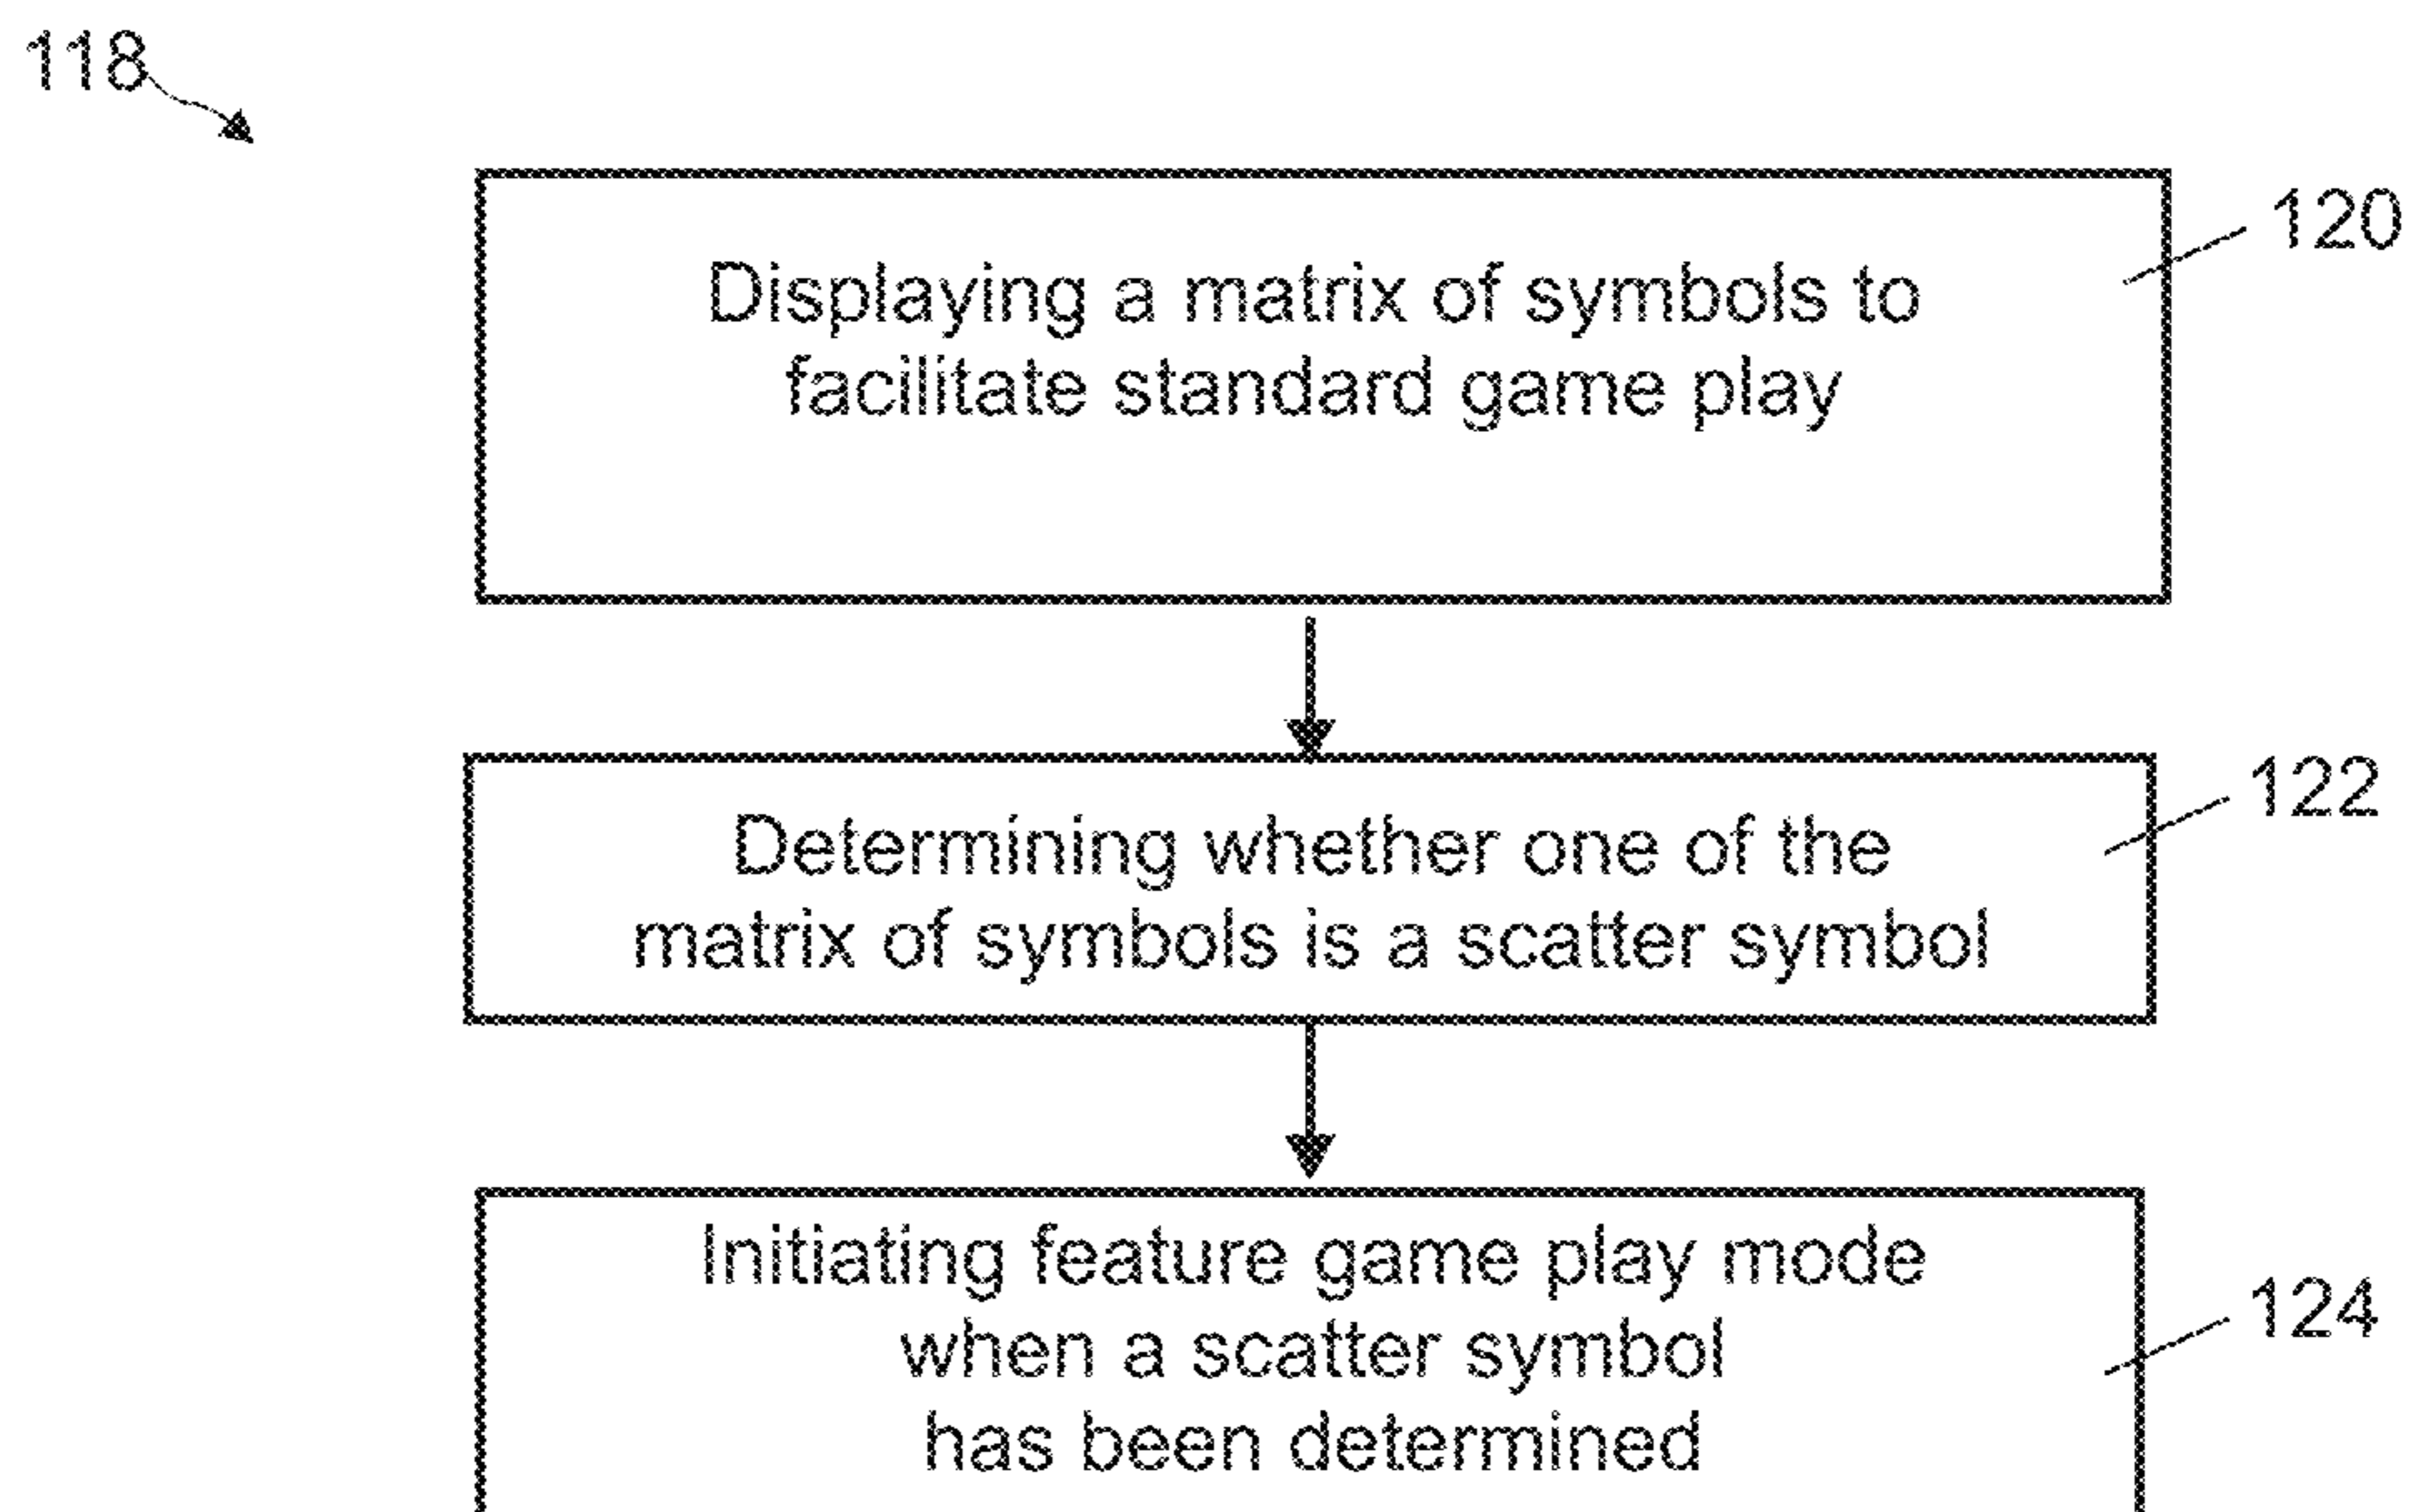 118
120
Displaying a matrix of symbols to
facilitate standard game play
122
Determining whether one of the
matrix of symbols is a scatter symbol
Initiating feature game play mode
124
when a scatter symbol
has been determined